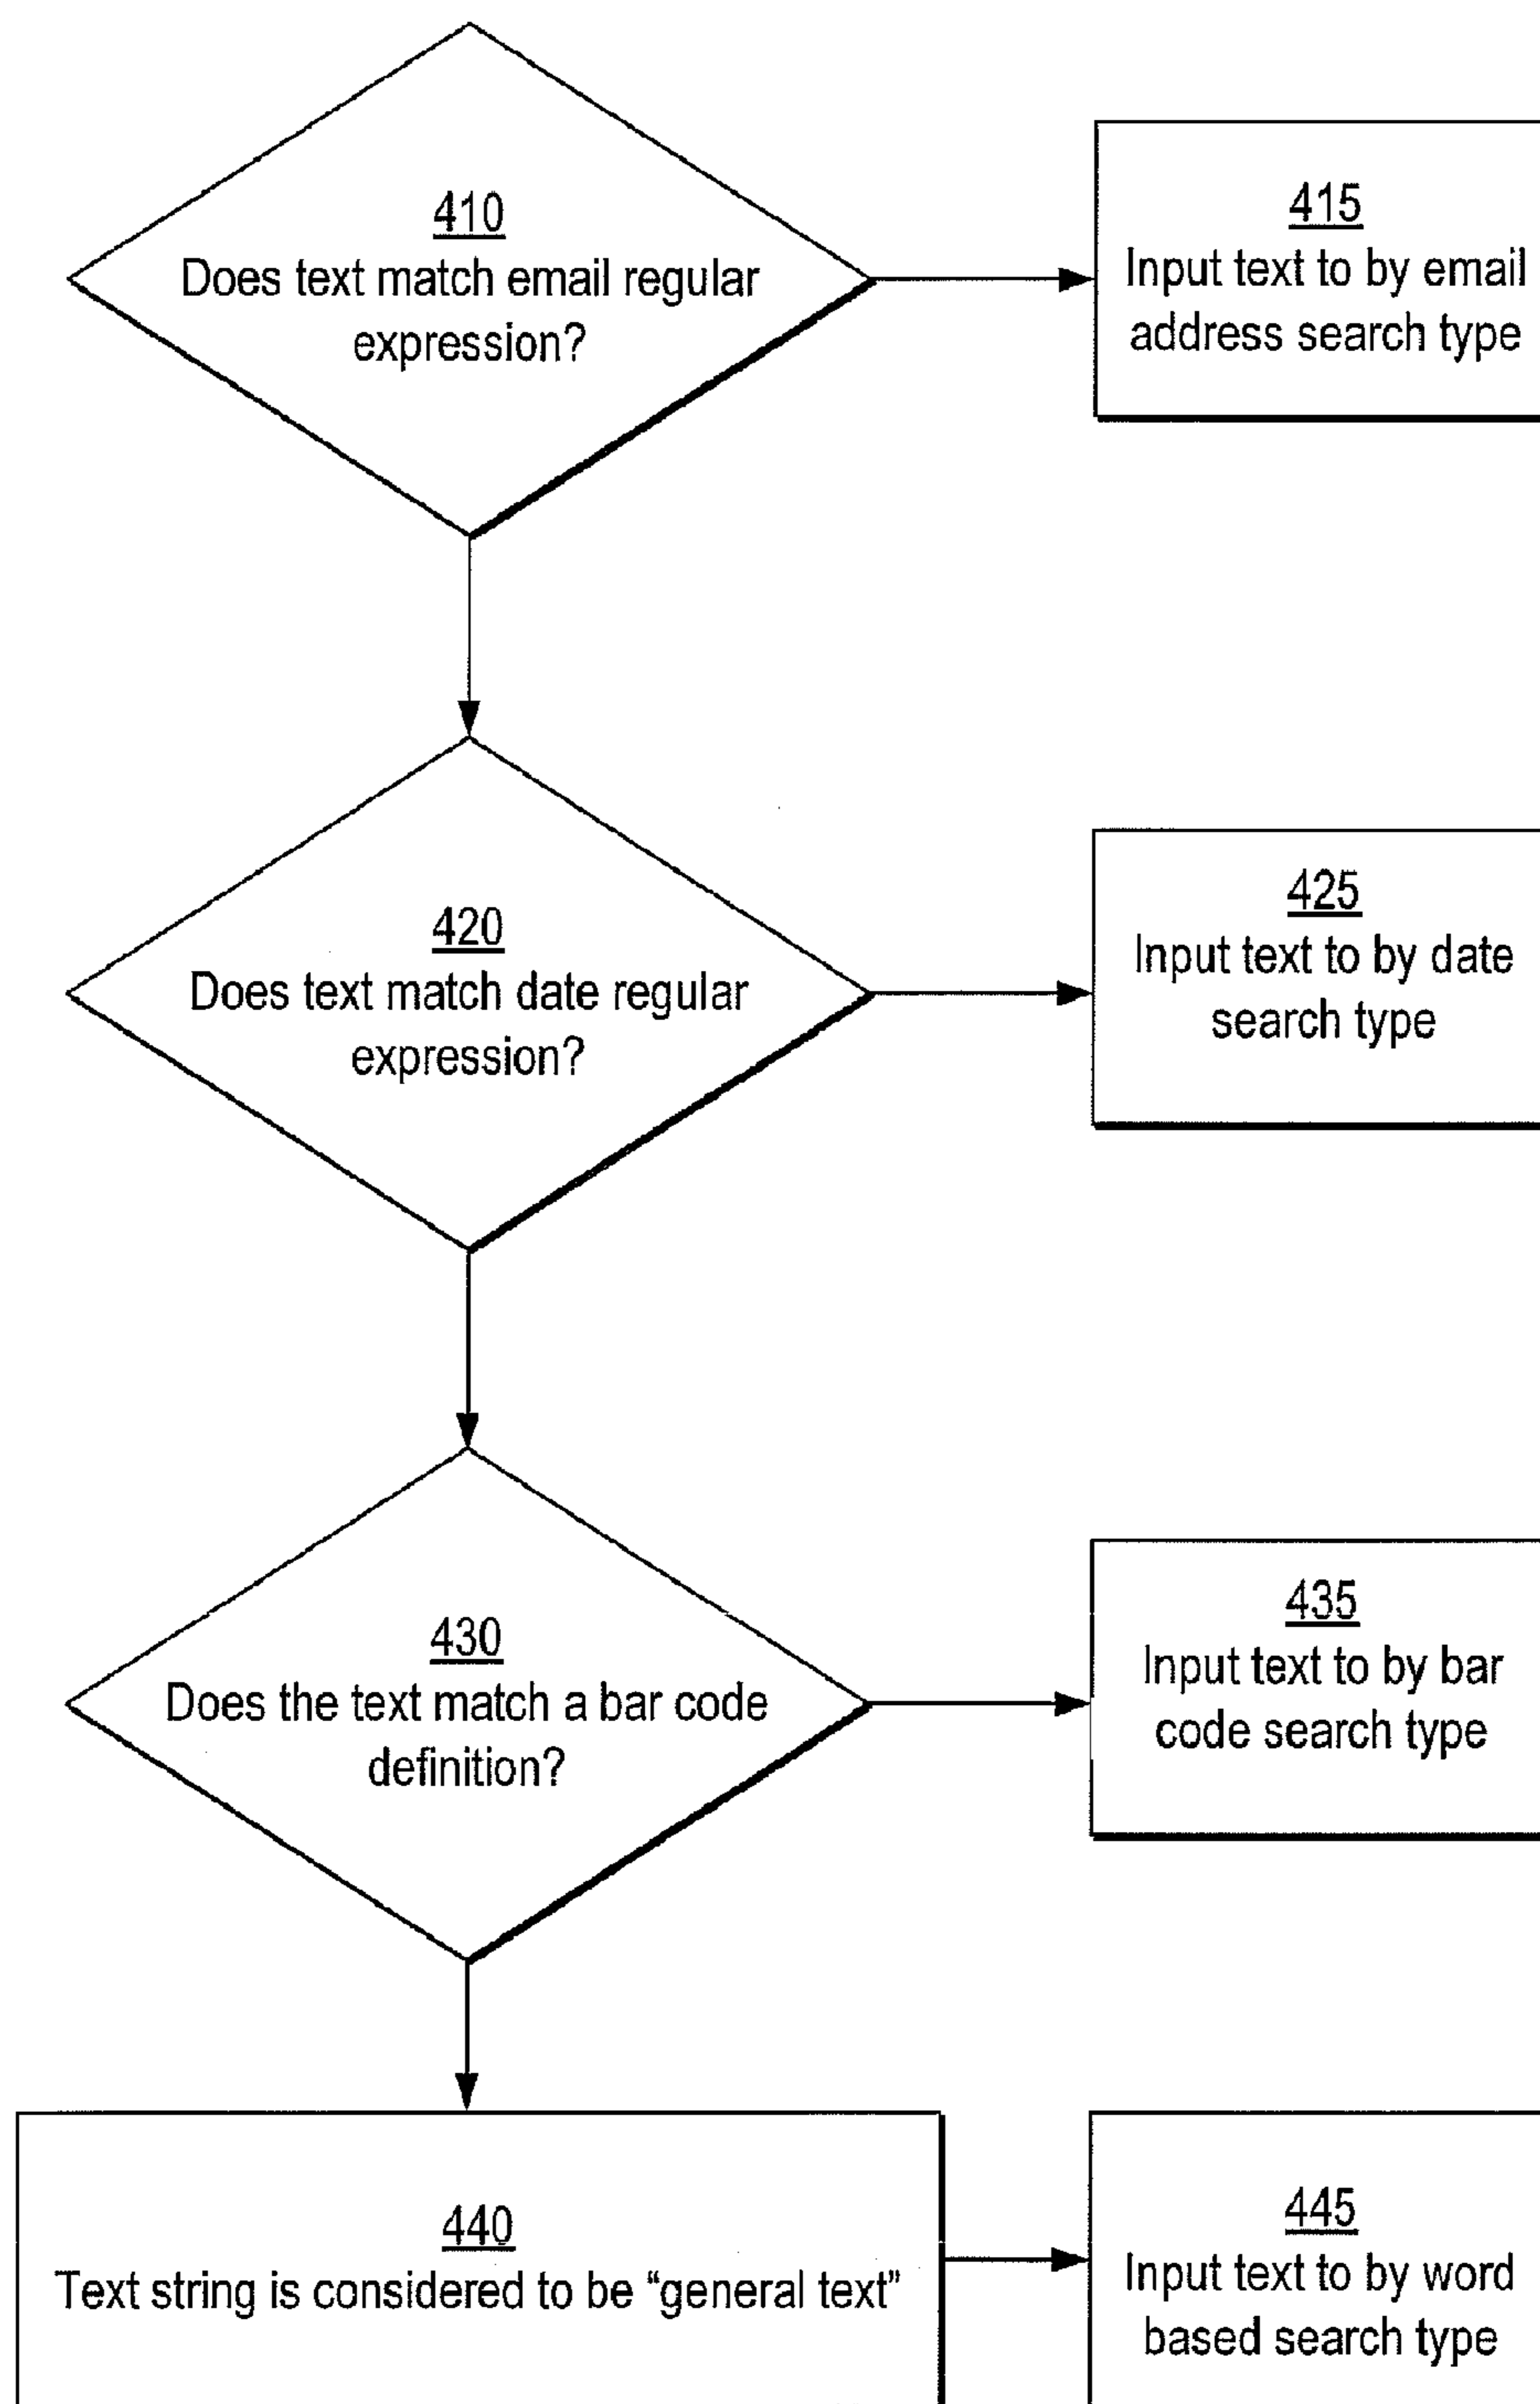 410
Does text match email regular
expression?
415
Input text to by email
address search type
420
Does text match date regular
expression?
425
Input text to by date
search type
430
Does the text match a bar code
definition?
435
Input text to by bar
code search type
440
Text string is considered to be “general text”
445
Input text to by word
based search type